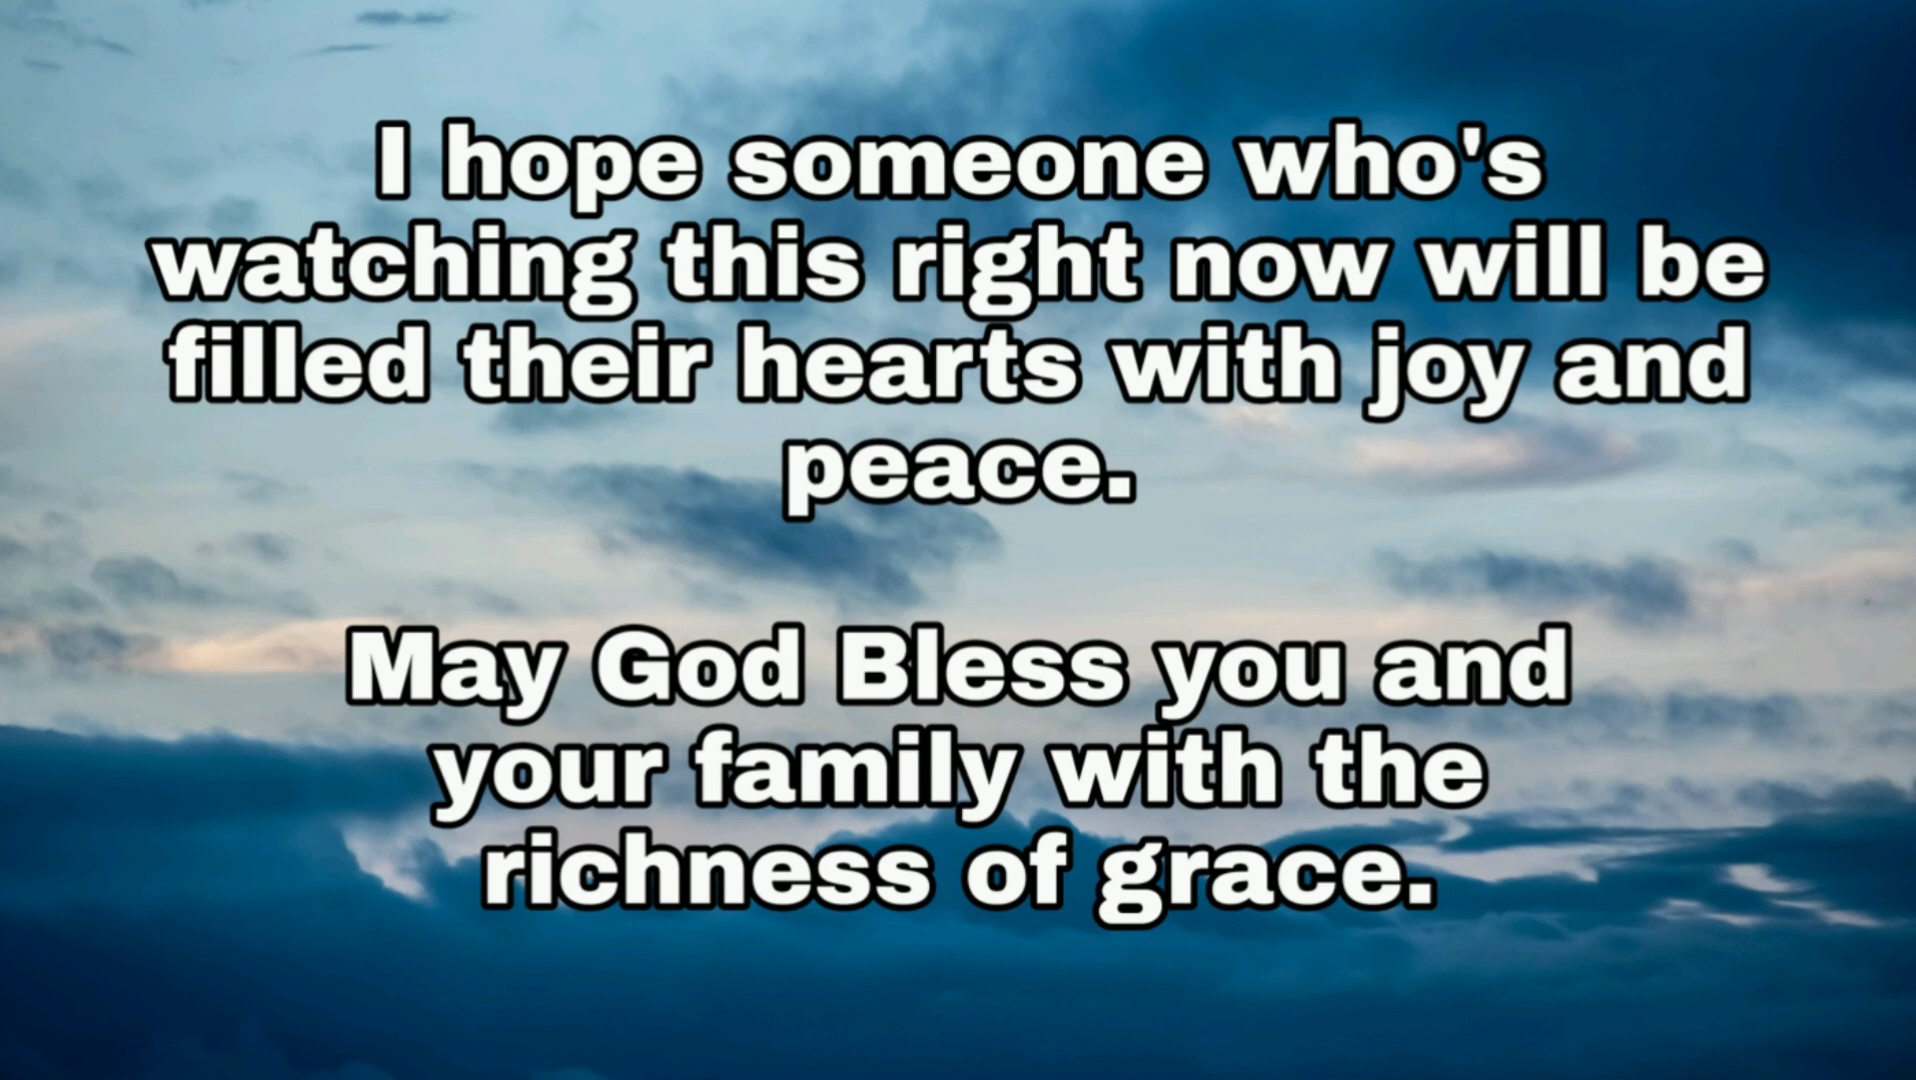 I hope someone who's
watching this right now will be
filled their hearts with joy and
peace.
May God Bless you and
your family with the
richness of grace.